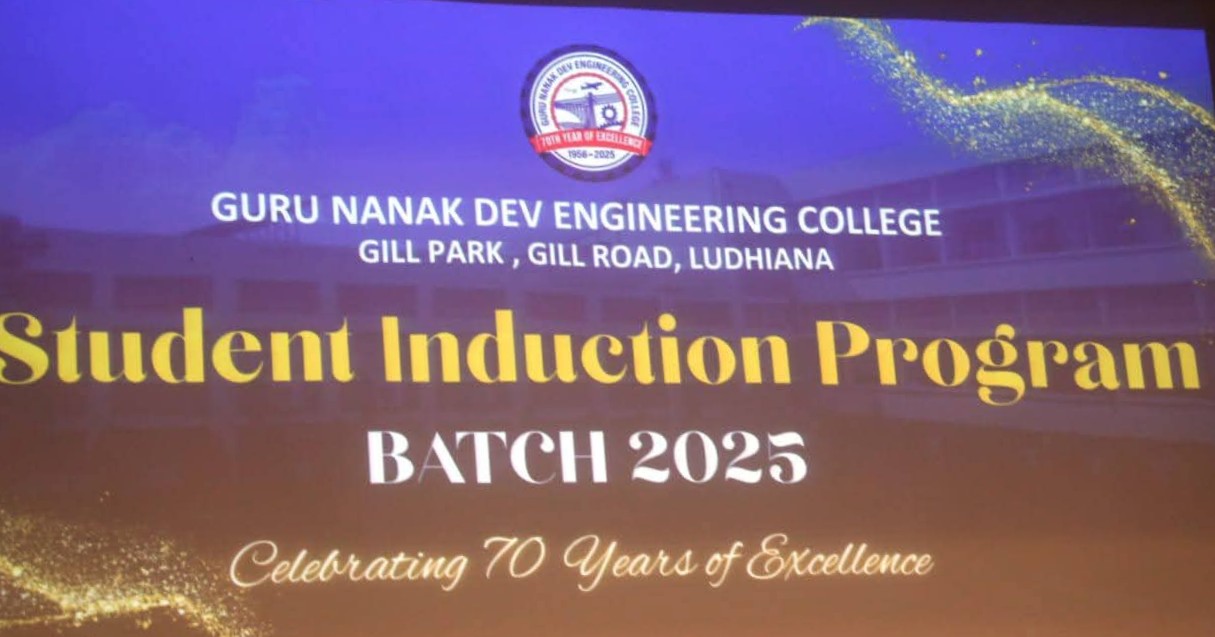 GURU NANAK DEV ENGINEERING COLLEGE
70TH YEAR OF EXCELLENCE
1956-2025
GURU NANAK DEV ENGINEERING COLLEGE
GILL PARK , GILL ROAD, LUDHIANA
Student Induction Program
BATCH 2025
Celebrating 70 Years of Excellence